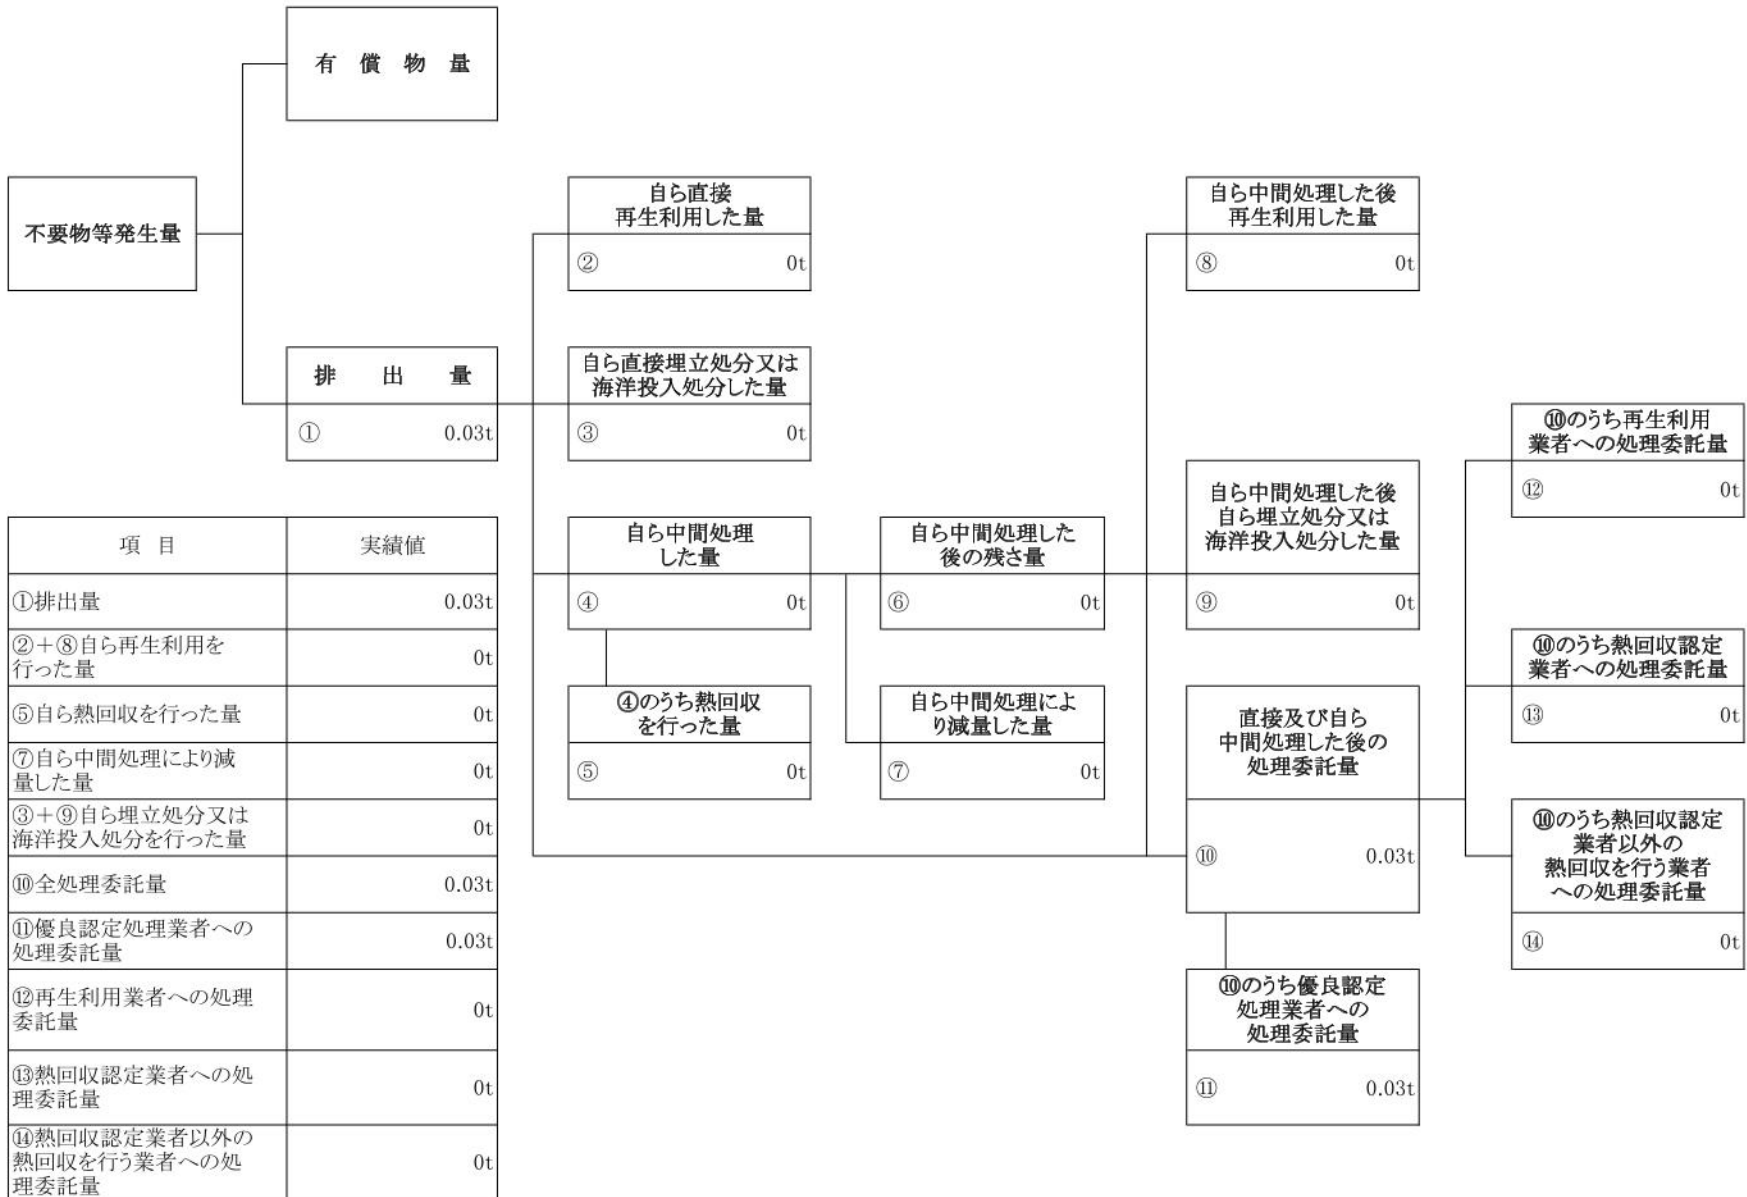 有 償 物 量
不要物等発生量
排 出 量
① 0.03t
自ら直接
再生利用した量
② 0t
自ら直接埋立処分又は
海洋投入処分した量
③ 0t
自ら中間処理
した量
④ 0t
④のうち熱回収
を行った量
⑤ 0t
自ら中間処理した
後の残さ量
⑥ 0t
自ら中間処理によ
り減量した量
⑦ 0t
自ら中間処理した後
再生利用した量
⑧ 0t
自ら中間処理した後
自ら埋立処分又は
海洋投入処分した量
⑨ 0t
直接及び自ら
中間処理した後の
処理委託量
⑩ 0.03t
⑩のうち優良認定
処理業者への
処理委託量
⑪ 0.03t
⑩のうち再生利用
業者への処理委託量
⑫ 0t
⑩のうち熱回収認定
業者への処理委託量
⑬ 0t
⑩のうち熱回収認定
業者以外の
熱回収を行う業者
への処理委託量
⑭ 0t
項 目 実績値
①排出量 0.03t
②＋⑧自ら再生利用を
行った量 0t
⑤自ら熱回収を行った量 0t
⑦自ら中間処理により減
量した量 0t
③＋⑨自ら埋立処分又は
海洋投入処分を行った量 0t
⑩全処理委託量 0.03t
⑪優良認定処理業者への
処理委託量 0.03t
⑫再生利用業者への処理
委託量 0t
⑬熱回収認定業者への処
理委託量 0t
⑭熱回収認定業者以外の
熱回収を行う業者への処
理委託量 0t